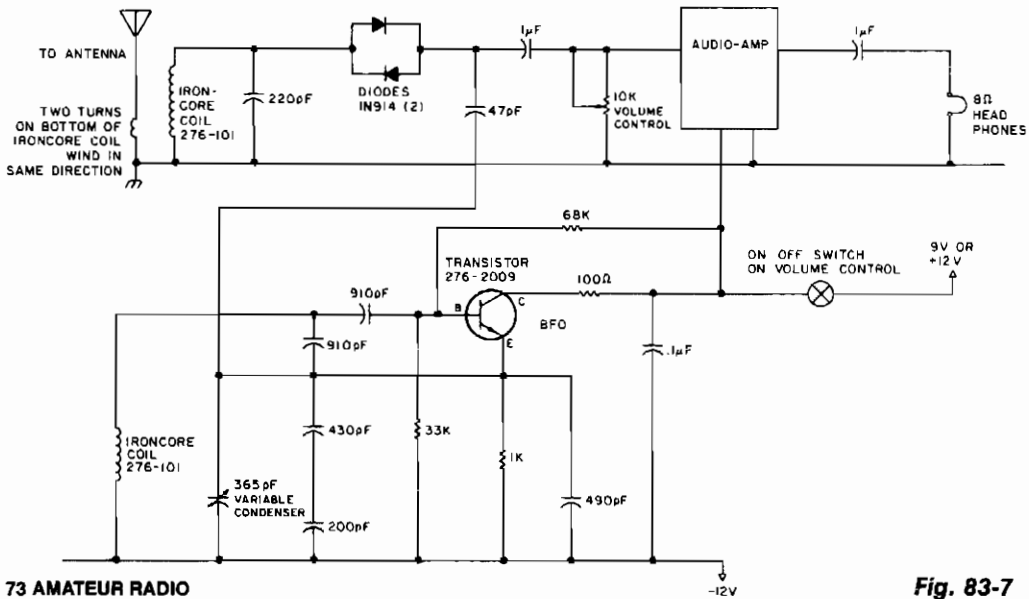 TO ANTENNA
TWO TURNS
ON BOTTOM OF
IRONCORE COIL
WIND IN
SAME DIRECTION
IRON-
CORE
COIL
276-101
220pF
DIODES
IN914 (2)
47pF
1µF
10K
VOLUME
CONTROL
AUDIO-AMP
1µF
8Ω
HEAD
PHONES
68K
TRANSISTOR
276-2009
100Ω
ON OFF SWITCH
ON VOLUME CONTROL
9V OR
+12V
910pF
B
C
E
BFO
910pF
.1µF
IRONCORE
COIL
276-101
430pF
33K
1K
365pF
VARIABLE
CONDENSER
200pF
490pF
-12V
73 AMATEUR RADIO
Fig. 83-7